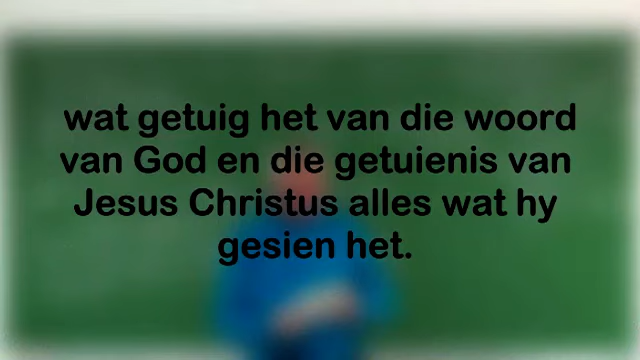 wat getuig het van die woord
van God en die getuienis van
Jesus Christus alles wat hy
gesien het.